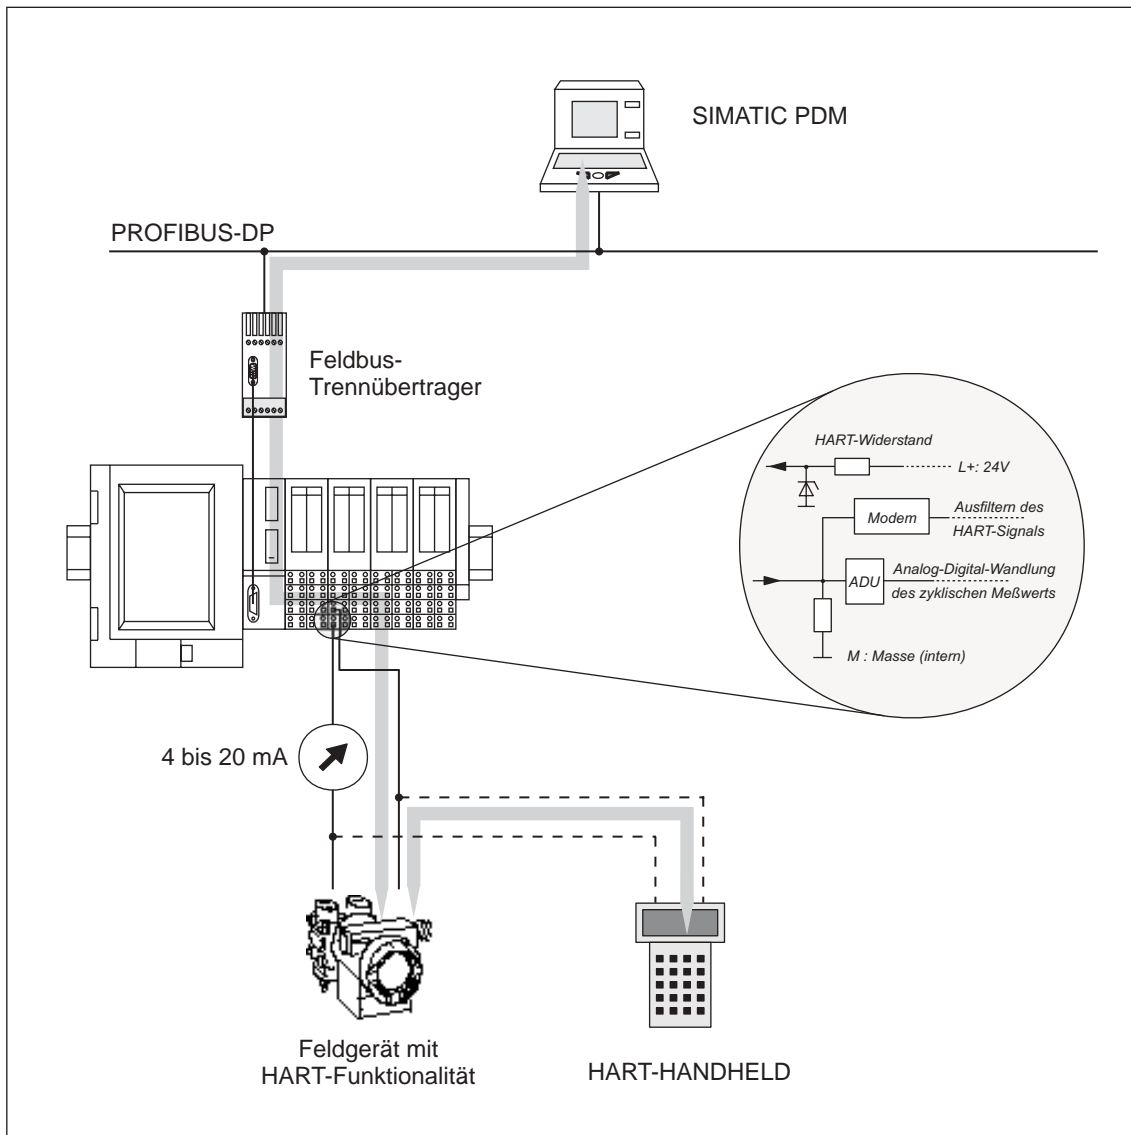 SIMATIC PDM
PROFIBUS-DP
Feldbus-
Trennübertrager
HART-Widerstand
L+: 24V
Modem
Ausfiltern des
HART-Signals
ADU
Analog-Digital-Wandlung
des zyklischen Meßwerts
M : Masse (intern)
4 bis 20 mA
Feldgerät mit
HART-Funktionalität
HART-HANDHELD